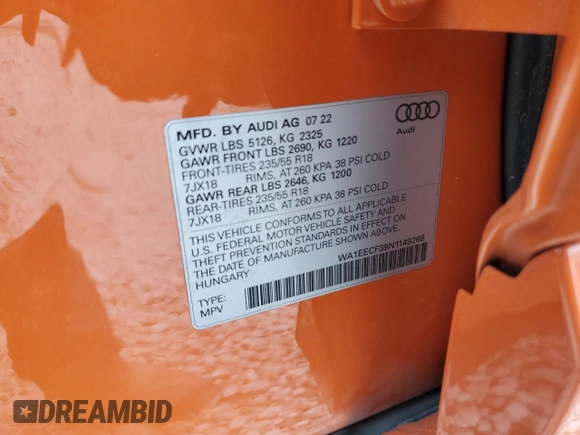 MFD. BY AUDI AG 07 22
GVWR LBS 5126, KG 2325
GAWR FRONT LBS 2690, KG 1220
FRONT-TIRES 235/55 R18
7JX18 RIMS, AT 260 KPA 38 PSI COLD
GAWR REAR LBS 2646, KG 1200
REAR-TIRES 235/55 R18
7JX18 RIMS, AT 260 KPA 38 PSI COLD
THIS VEHICLE CONFORMS TO ALL APPLICABLE
U.S. FEDERAL MOTOR VEHICLE SAFETY AND
THEFT PREVENTION STANDARDS IN EFFECT ON
THE DATE OF MANUFACTURE SHOWN ABOVE.
HUNGARY
WA1EECF39N1149268
TYPE:
MPV
Audi
DREAMBID